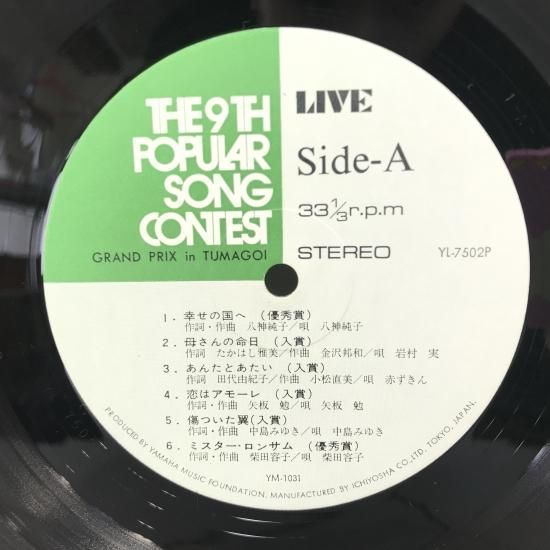 THE 9TH
POPULAR
SONG
CONTEST
GRAND PRIX in TUMAGOI
LIVE
Side-A
33 1/3 r.p.m
STEREO
YL-7502P
1. 幸せの国へ (優秀賞)
作詞・作曲 八神純子/唄 八神純子
2. 母さんの命日 (入賞)
作詞 たかはし雅美/作曲 金沢邦和/唄 岩村 実
3. あんたとあたい (入賞)
作詞 田代由紀子/作曲 小松直美/唄 赤ずきん
4. 恋はアモーレ (入賞)
作詞・作曲 矢板 勉/唄 矢板 勉
5. 傷ついた翼(入賞)
作詞・作曲 中島みゆき/唄 中島みゆき
6. ミスター・ロンサム (優秀賞)
作詞・作曲 柴田容子/唄 柴田容子
YM-1031
PRODUCED BY YAMAHA MUSIC FOUNDATION, MANUFACTURED BY ICHIYOSHA CO., LTD, TOKYO, JAPAN.